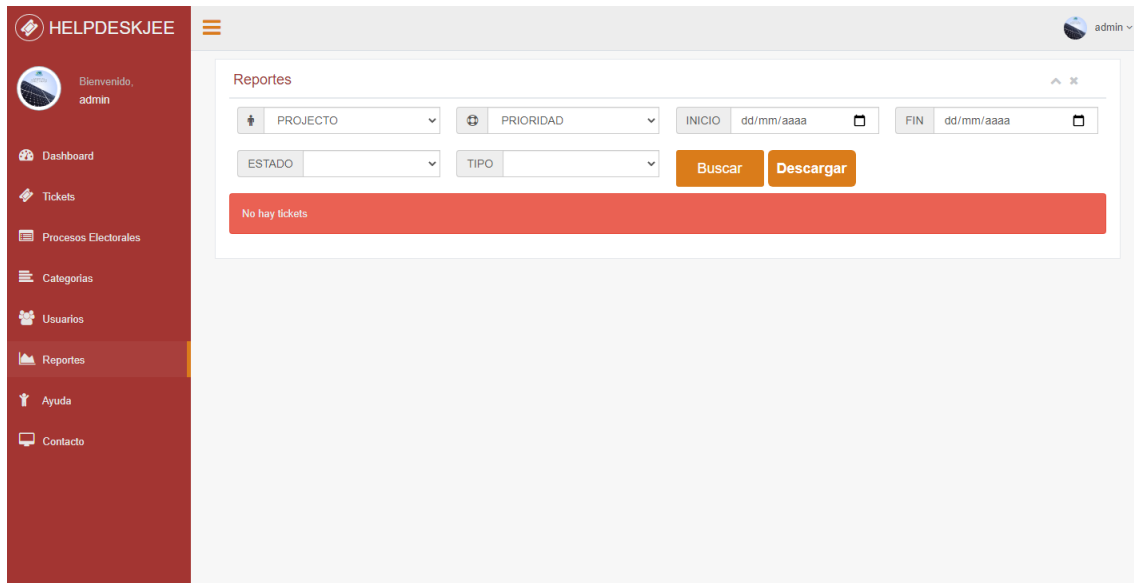 HELPDESKJEE
admin
Bienvenido,
admin
Dashboard
Tickets
Procesos Electorales
Categorias
Usuarios
Reportes
Ayuda
Contacto
Reportes
PROJECTO
PRIORIDAD
INICIO dd/mm/aaaa
FIN dd/mm/aaaa
ESTADO
TIPO
Buscar
Descargar
No hay tickets